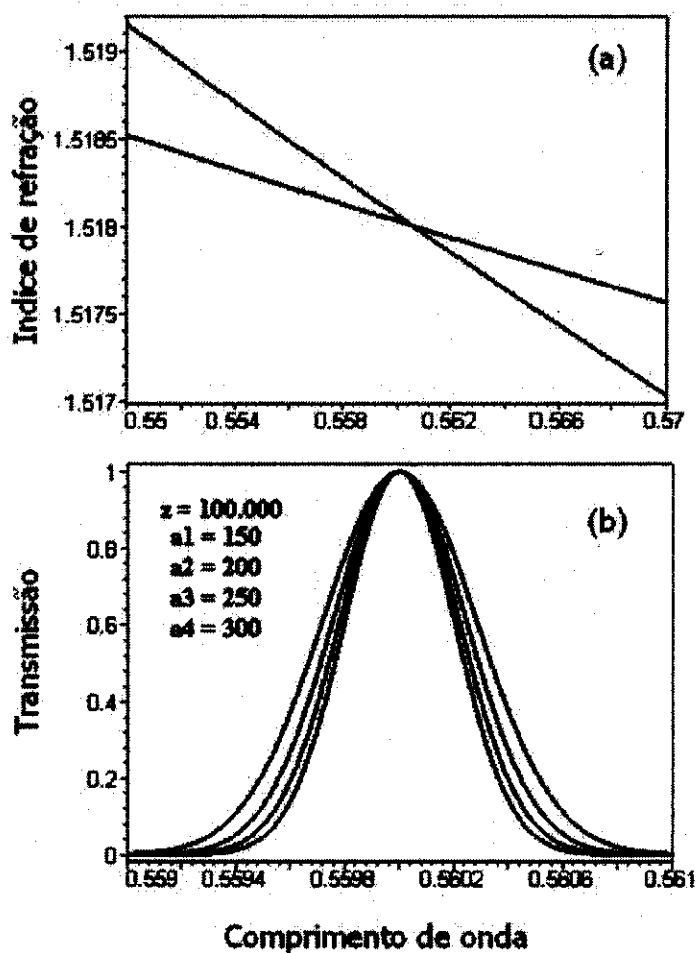 (a)
Indice de refração
1.519
1.5185
1.518
1.5175
1.517
0.55 0.554 0.558 0.562 0.566 0.57
(b)
Transmissão
z = 100.000
a1 = 150
a2 = 200
a3 = 250
a4 = 300
1
0.8
0.6
0.4
0.2
0
0.559 0.5594 0.5598 0.5602 0.5606 0.561
Comprimento de onda